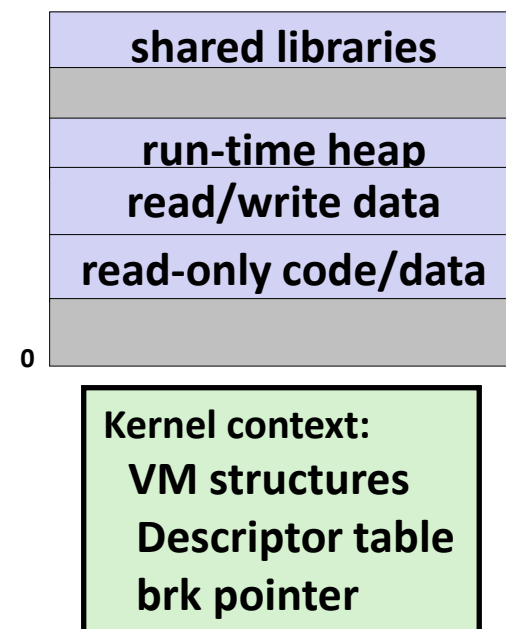 shared libraries
run-time heap
read/write data
read-only code/data
0
Kernel context:
VM structures
Descriptor table
brk pointer